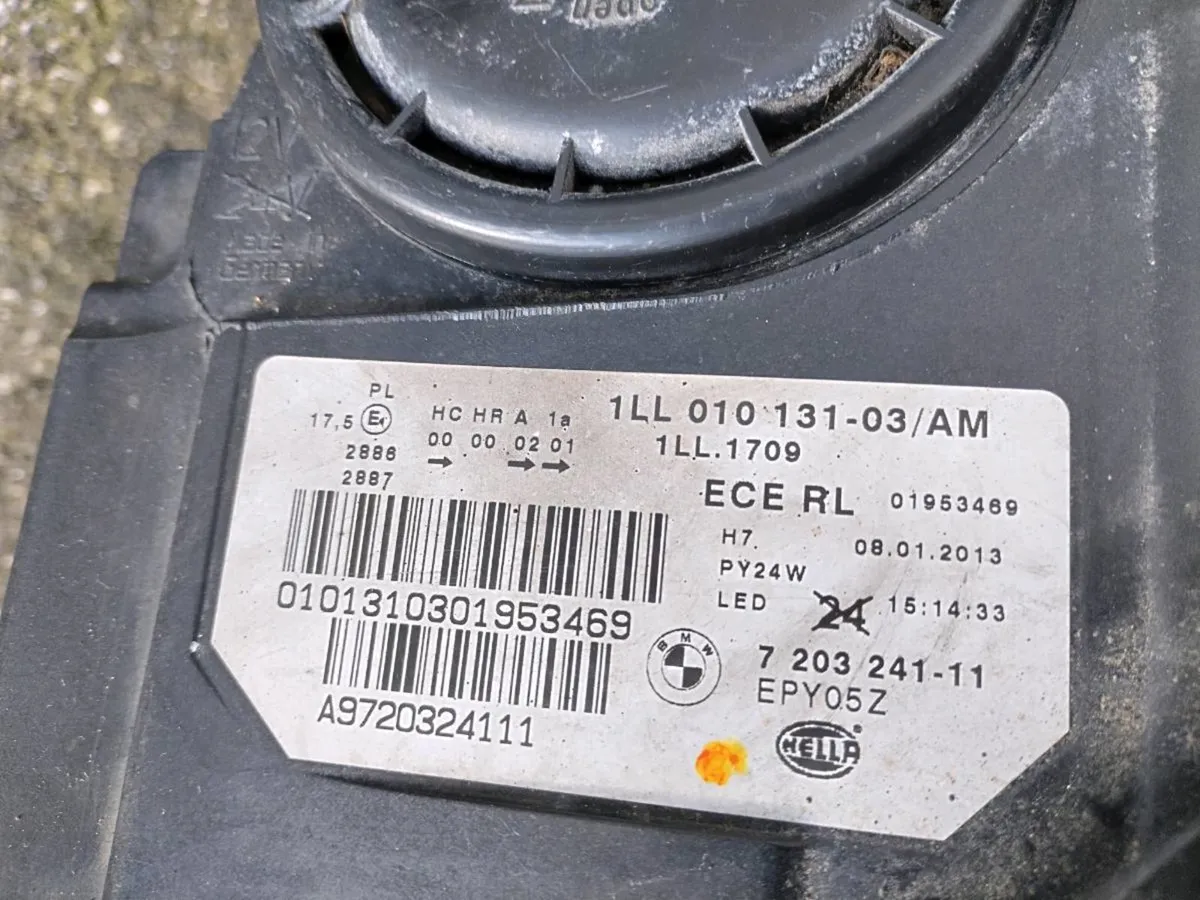 open
Made in
Germany
PL
17,5 E1
2886
2887
HC HR A 1a
00 00 02 01
→ → →
1LL 010 131-03/AM
1LL.1709
ECE RL 01953469
H7 08.01.2013
PY24W
LED 24 15:14:33
0101310301953469
BMW 7 203 241-11
EPY05Z
A9720324111
HELLA